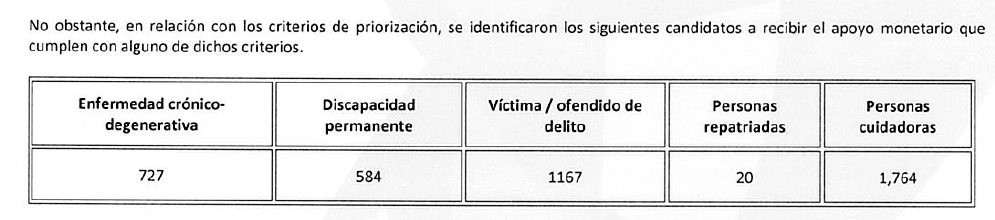 No obstante, en relación con los criterios de priorización, se identificaron los siguientes candidatos a recibir el apoyo monetario que
cumplen con alguno de dichos criterios.
Enfermedad crónico-
degenerativa
Discapacidad
permanente
Víctima / ofendido de
delito
Personas
repatriadas
Personas
cuidadoras
727
584
1167
20
1,764